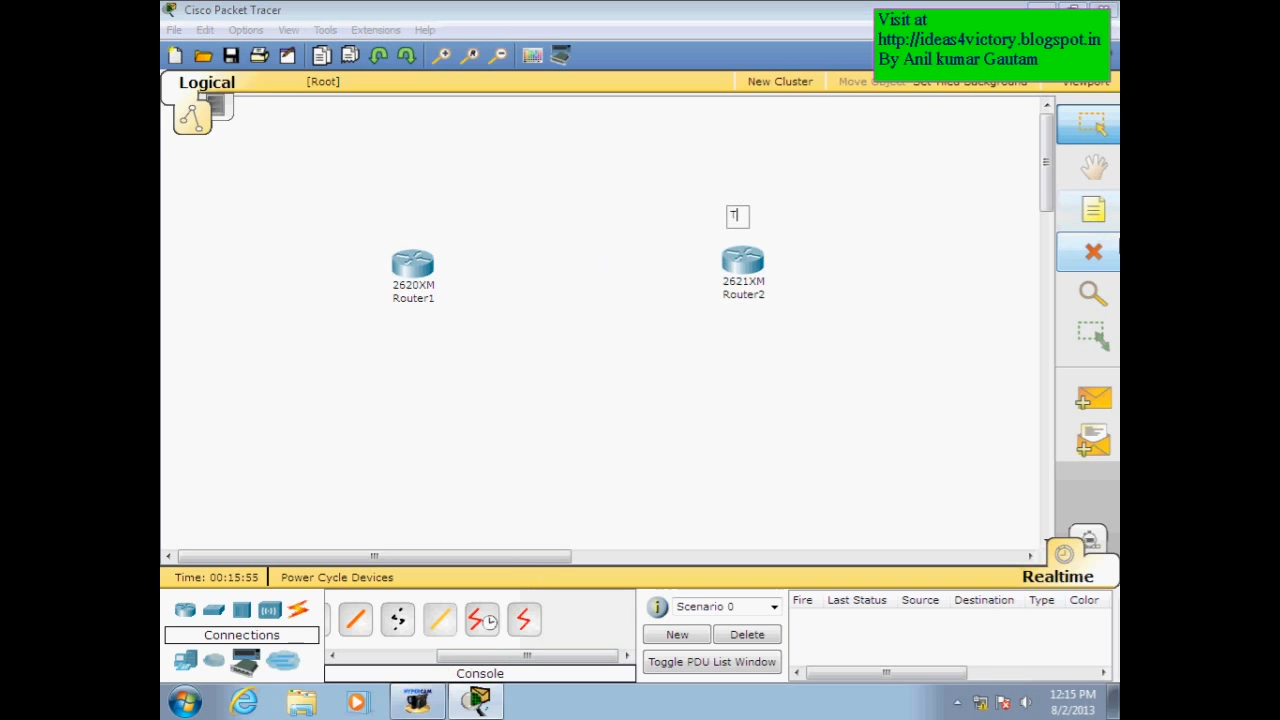 Cisco Packet Tracer
Visit at
http://ideas4victory.blogspot.in
By Anil kumar Gautam
File Edit Options View Tools Extensions Help
Logical [Root] New Cluster Move Object Set Tiled Background Viewport
T
2620XM
Router1
2621XM
Router2
Time: 00:15:55 Power Cycle Devices Realtime
Scenario 0
Fire Last Status Source Destination Type Color
Connections
New Delete
Toggle PDU List Window
Console
HYPERCAM
12:15 PM
8/2/2013